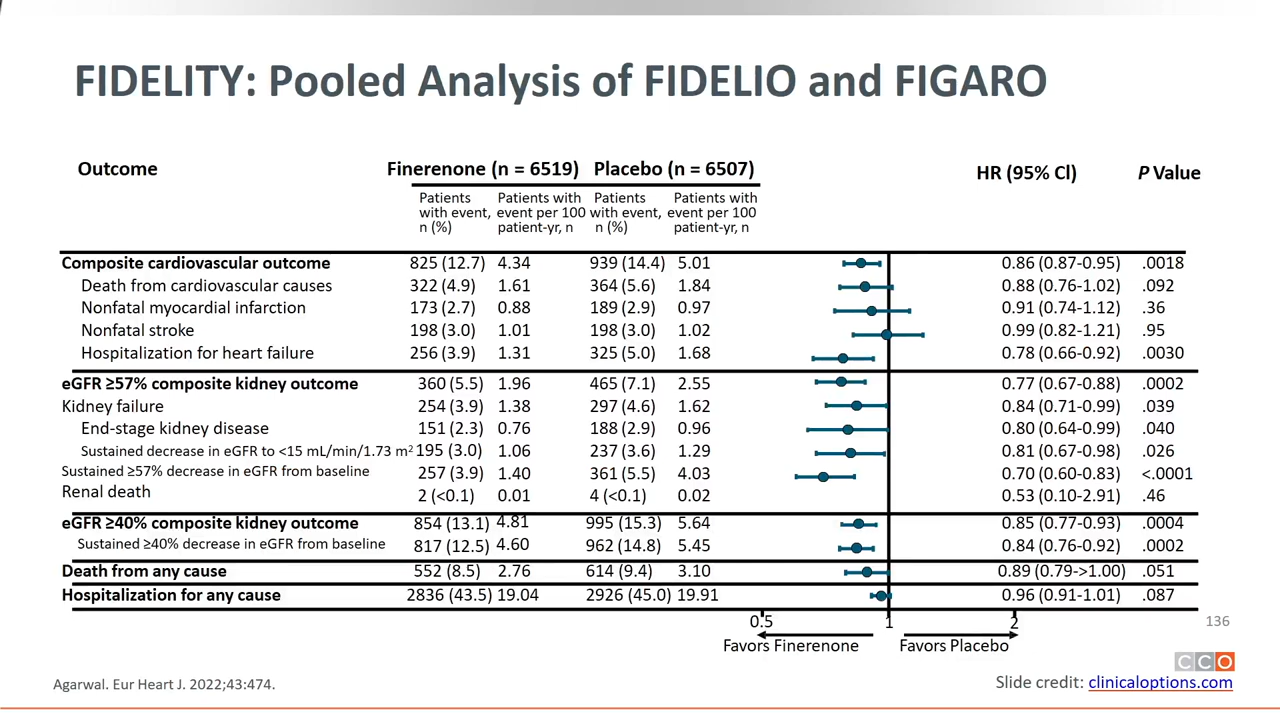 FIDELITY: Pooled Analysis of FIDELIO and FIGARO
Outcome Finerenone (n = 6519) Placebo (n = 6507) HR (95% Cl) P Value
Patients Patients with Patients Patients with
with event, event per 100 with event, event per 100
n (%) patient-yr, n n (%) patient-yr, n
Composite cardiovascular outcome 825 (12.7) 4.34 939 (14.4) 5.01 0.86 (0.87-0.95) .0018
Death from cardiovascular causes 322 (4.9) 1.61 364 (5.6) 1.84 0.88 (0.76-1.02) .092
Nonfatal myocardial infarction 173 (2.7) 0.88 189 (2.9) 0.97 0.91 (0.74-1.12) .36
Nonfatal stroke 198 (3.0) 1.01 198 (3.0) 1.02 0.99 (0.82-1.21) .95
Hospitalization for heart failure 256 (3.9) 1.31 325 (5.0) 1.68 0.78 (0.66-0.92) .0030
eGFR ≥57% composite kidney outcome 360 (5.5) 1.96 465 (7.1) 2.55 0.77 (0.67-0.88) .0002
Kidney failure 254 (3.9) 1.38 297 (4.6) 1.62 0.84 (0.71-0.99) .039
End-stage kidney disease 151 (2.3) 0.76 188 (2.9) 0.96 0.80 (0.64-0.99) .040
Sustained decrease in eGFR to <15 mL/min/1.73 m² 195 (3.0) 1.06 237 (3.6) 1.29 0.81 (0.67-0.98) .026
Sustained ≥57% decrease in eGFR from baseline 257 (3.9) 1.40 361 (5.5) 4.03 0.70 (0.60-0.83) <.0001
Renal death 2 (<0.1) 0.01 4 (<0.1) 0.02 0.53 (0.10-2.91) .46
eGFR ≥40% composite kidney outcome 854 (13.1) 4.81 995 (15.3) 5.64 0.85 (0.77-0.93) .0004
Sustained ≥40% decrease in eGFR from baseline 817 (12.5) 4.60 962 (14.8) 5.45 0.84 (0.76-0.92) .0002
Death from any cause 552 (8.5) 2.76 614 (9.4) 3.10 0.89 (0.79->1.00) .051
Hospitalization for any cause 2836 (43.5) 19.04 2926 (45.0) 19.91 0.96 (0.91-1.01) .087
0.5 1 2
Favors Finerenone Favors Placebo
136
CCO
Agarwal. Eur Heart J. 2022;43:474.
Slide credit: clinicaloptions.com